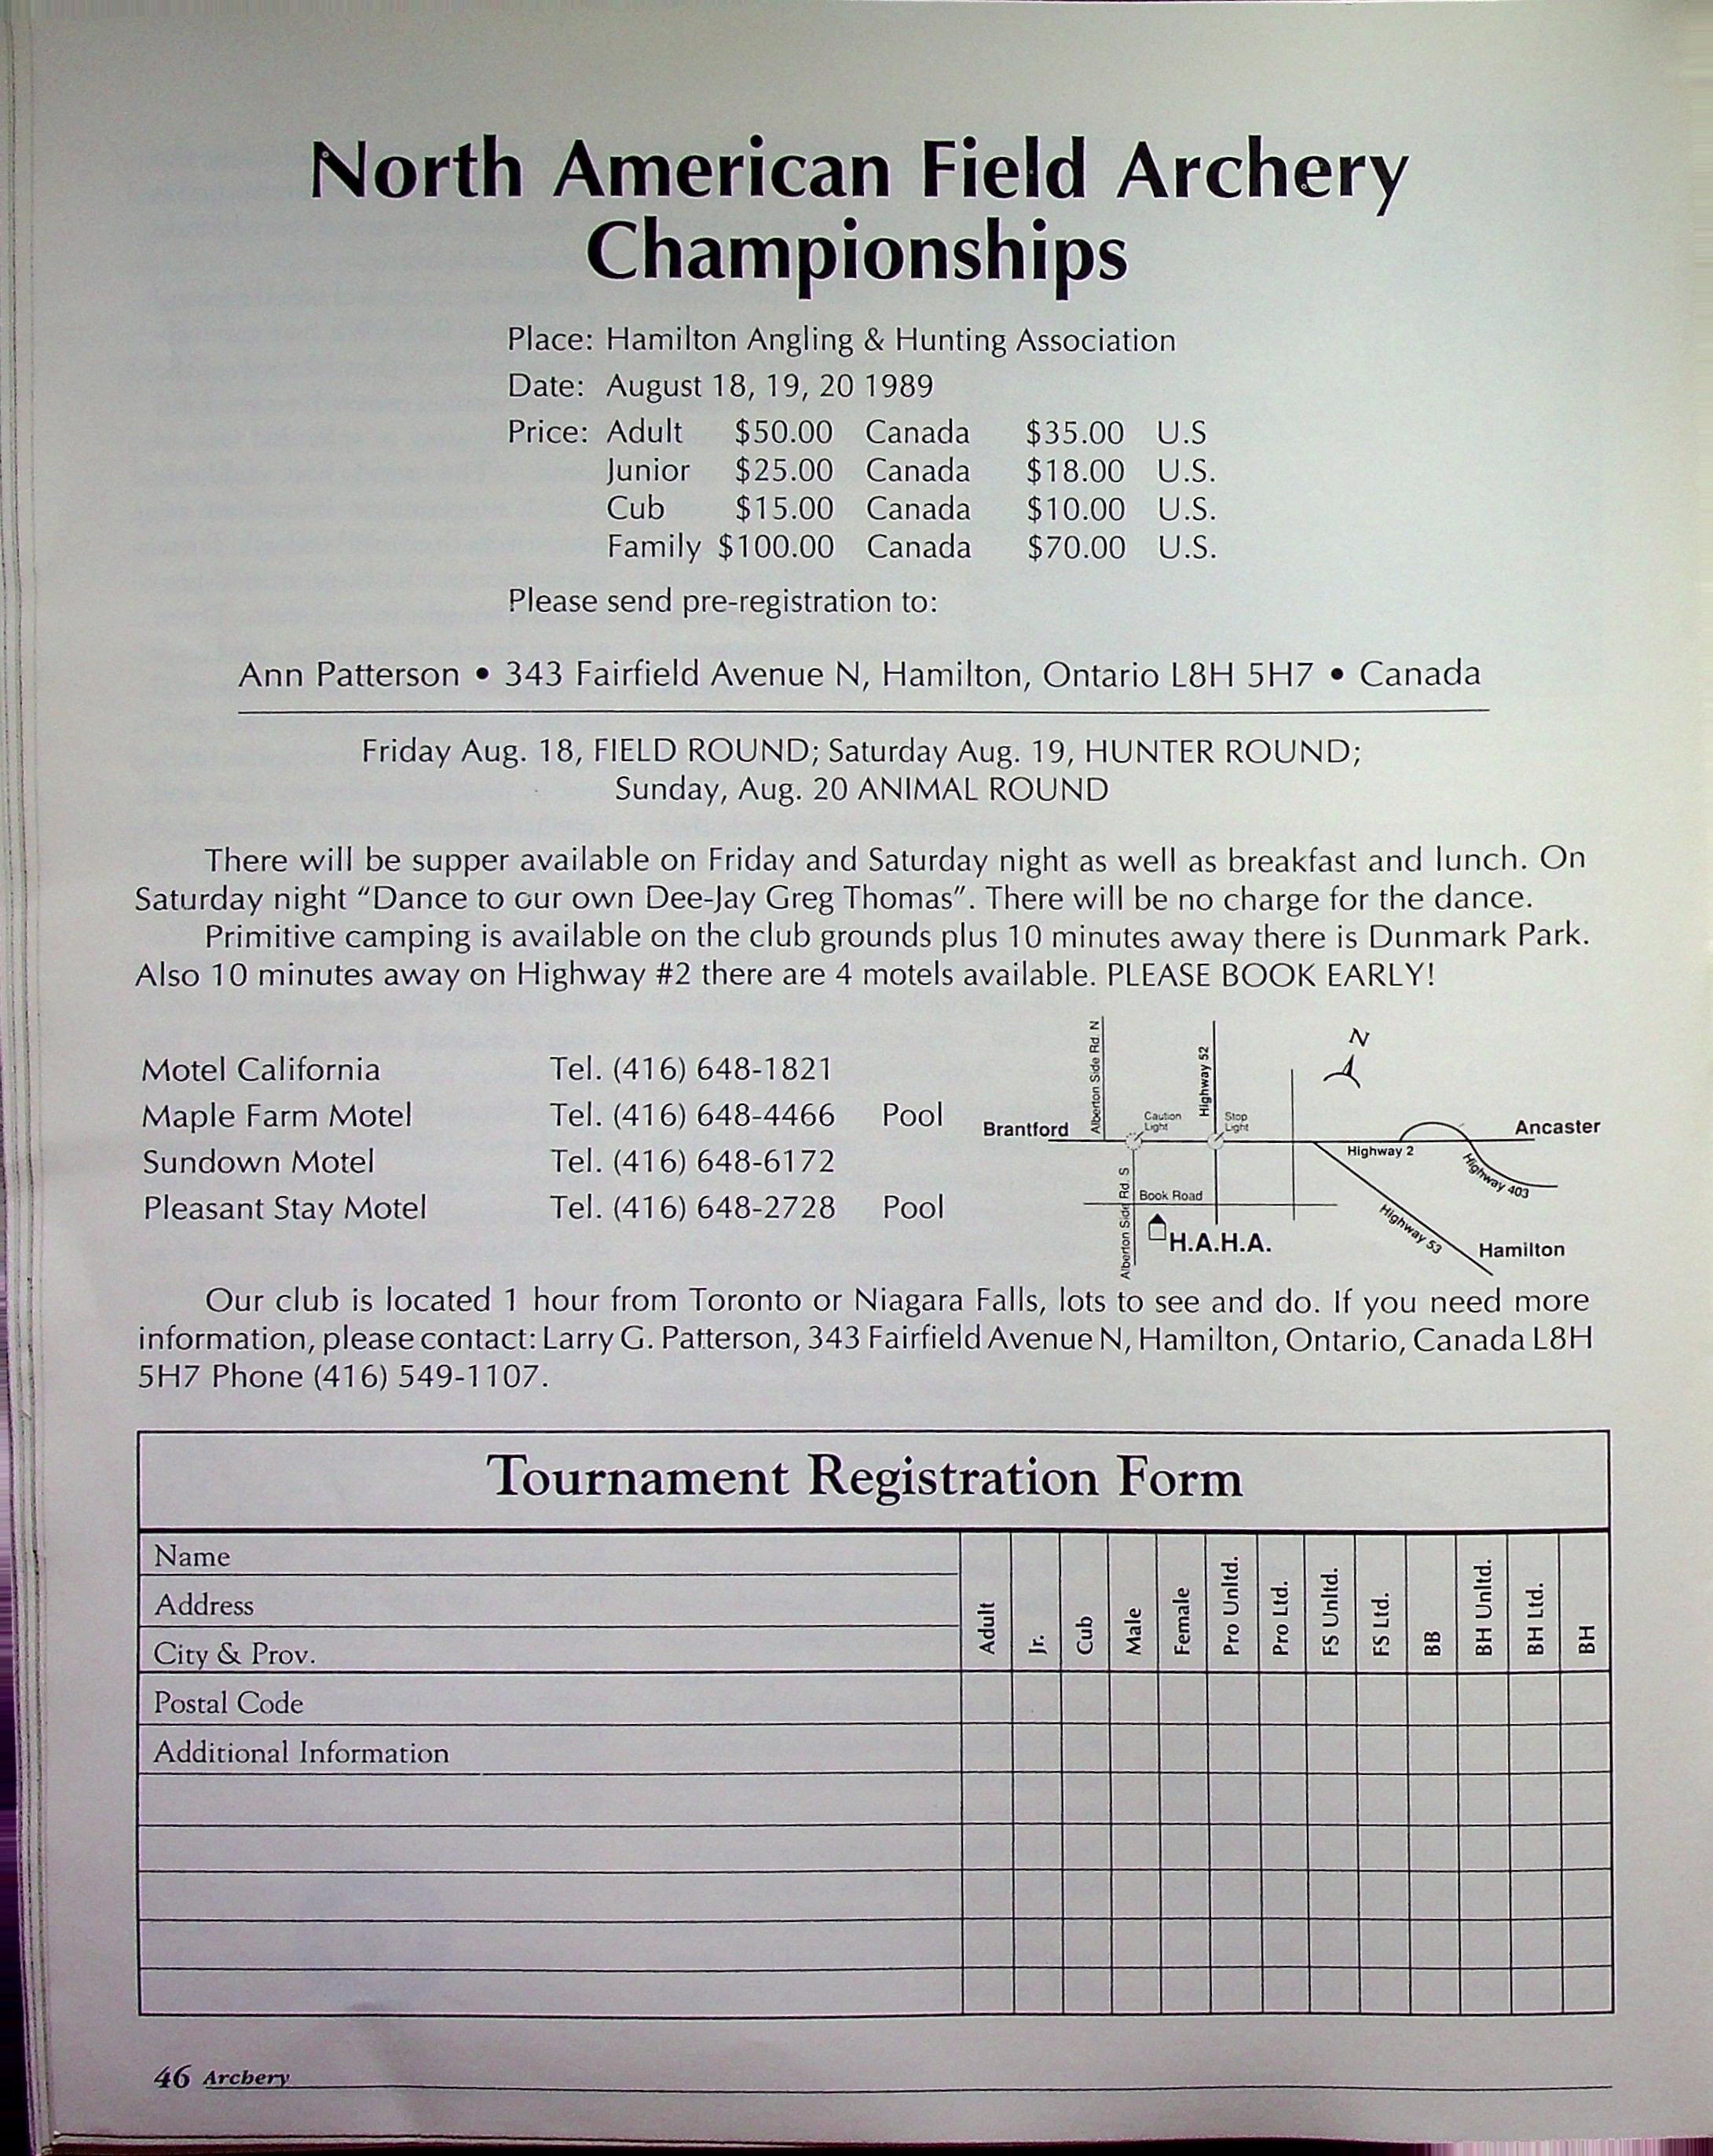 North American Field Archery
Championships
Place: Hamilton Angling & Hunting Association
Date: August 18, 19, 20 1989
Price: Adult $50.00 Canada $35.00 U.S
Junior $25.00 Canada $18.00 U.S.
Cub $15.00 Canada $10.00 U.S.
Family $100.00 Canada $70.00 U.S.
Please send pre-registration to:
Ann Patterson • 343 Fairfield Avenue N, Hamilton, Ontario L8H 5H7 • Canada
Friday Aug. 18, FIELD ROUND; Saturday Aug. 19, HUNTER ROUND;
Sunday, Aug. 20 ANIMAL ROUND
There will be supper available on Friday and Saturday night as well as breakfast and lunch. On
Saturday night "Dance to our own Dee-Jay Greg Thomas". There will be no charge for the dance.
Primitive camping is available on the club grounds plus 10 minutes away there is Dunmark Park.
Also 10 minutes away on Highway #2 there are 4 motels available. PLEASE BOOK EARLY!
Motel California Tel. (416) 648-1821
Maple Farm Motel Tel. (416) 648-4466 Pool
Sundown Motel Tel. (416) 648-6172
Pleasant Stay Motel Tel. (416) 648-2728 Pool
Alberton Side Rd. N
Highway 52
N
Caution
Light
Stop
Light
Brantford
Ancaster
Highway 2
Highway 403
Alberton Side Rd. S
Book Road
Highway 53
H.A.H.A.
Hamilton
Our club is located 1 hour from Toronto or Niagara Falls, lots to see and do. If you need more
information, please contact: Larry G. Patterson, 343 Fairfield Avenue N, Hamilton, Ontario, Canada L8H
5H7 Phone (416) 549-1107.
Tournament Registration Form
Name
Address
City & Prov.
Adult
Jr.
Cub
Male
Female
Pro Unltd.
Pro Ltd.
FS Unltd.
FS Ltd.
BB
BH Unltd.
BH Ltd.
BH
Postal Code
Additional Information
46 Archery